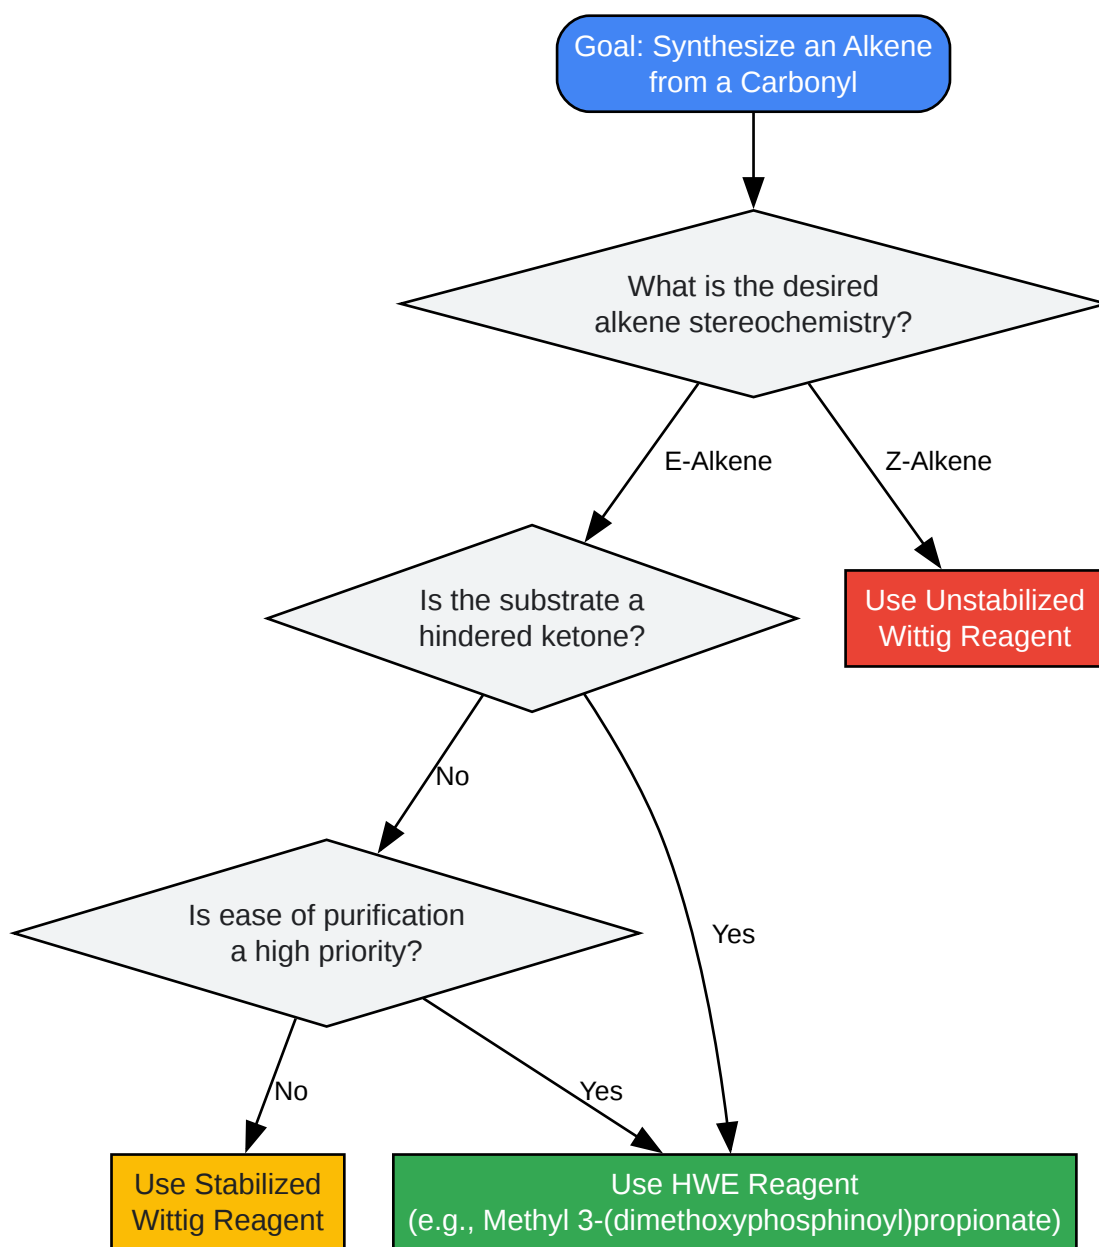 Goal: Synthesize an Alkene
from a Carbonyl
What is the desired
alkene stereochemistry?
E-Alkene
Z-Alkene
Is the substrate a
hindered ketone?
Use Unstabilized
Wittig Reagent
No
Yes
Is ease of purification
a high priority?
No
Yes
Use Stabilized
Wittig Reagent
Use HWE Reagent
(e.g., Methyl 3-(dimethoxyphosphinoyl)propionate)